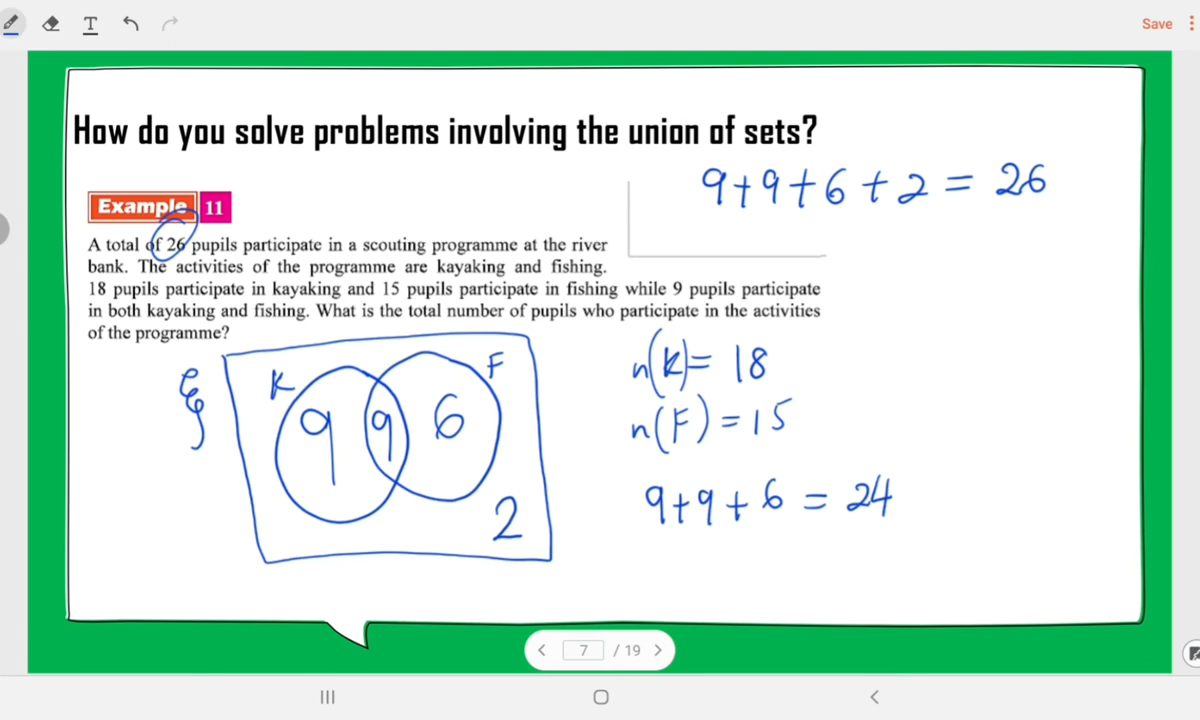 T
Save
How do you solve problems involving the union of sets?
9+9+6+2=26
Example 11
A total of 26 pupils participate in a scouting programme at the river
bank. The activities of the programme are kayaking and fishing.
18 pupils participate in kayaking and 15 pupils participate in fishing while 9 pupils participate
in both kayaking and fishing. What is the total number of pupils who participate in the activities
of the programme?
ξ
K
F
9
9
6
2
n(K)=18
n(F)=15
9+9+6=24
7 / 19